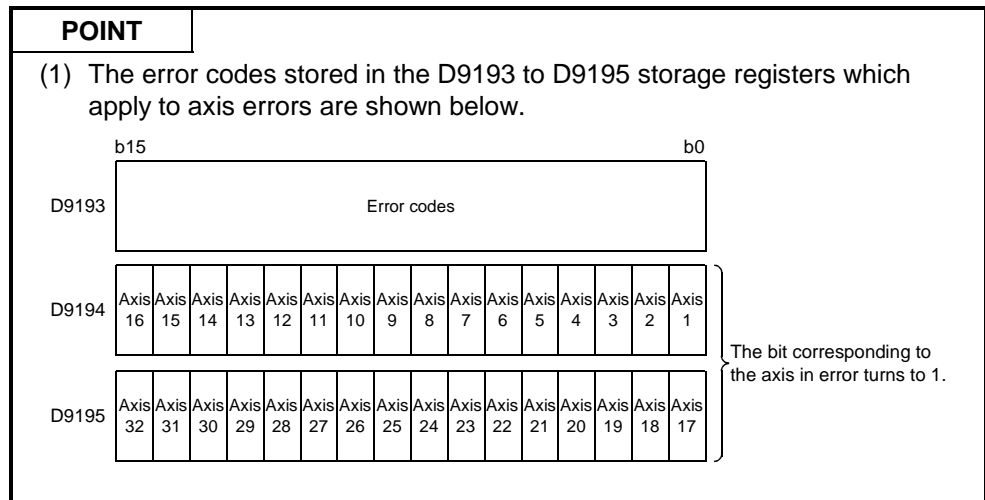 POINT
(1) The error codes stored in the D9193 to D9195 storage registers which
apply to axis errors are shown below.
b15 b0
D9193 Error codes
D9194 Axis 16 Axis 15 Axis 14 Axis 13 Axis 12 Axis 11 Axis 10 Axis 9 Axis 8 Axis 7 Axis 6 Axis 5 Axis 4 Axis 3 Axis 2 Axis 1
The bit corresponding to
the axis in error turns to 1.
D9195 Axis 32 Axis 31 Axis 30 Axis 29 Axis 28 Axis 27 Axis 26 Axis 25 Axis 24 Axis 23 Axis 22 Axis 21 Axis 20 Axis 19 Axis 18 Axis 17